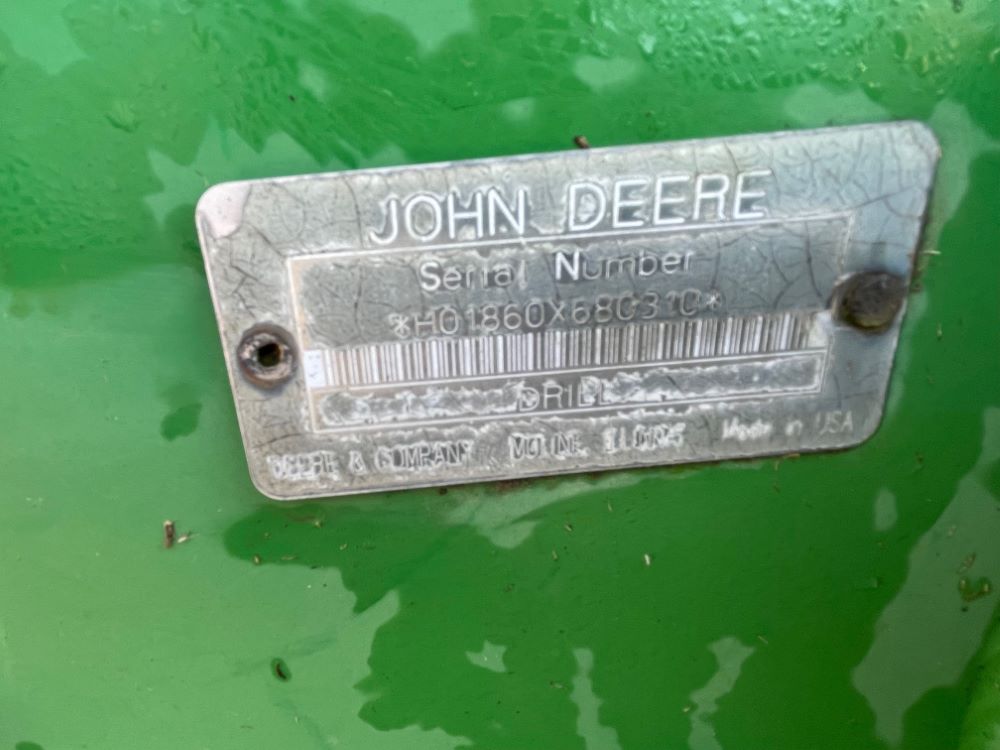 JOHN DEERE
Serial Number
*H01860X680310*
DRILL
DEERE & COMPANY MOLINE ILLINOIS Made in USA